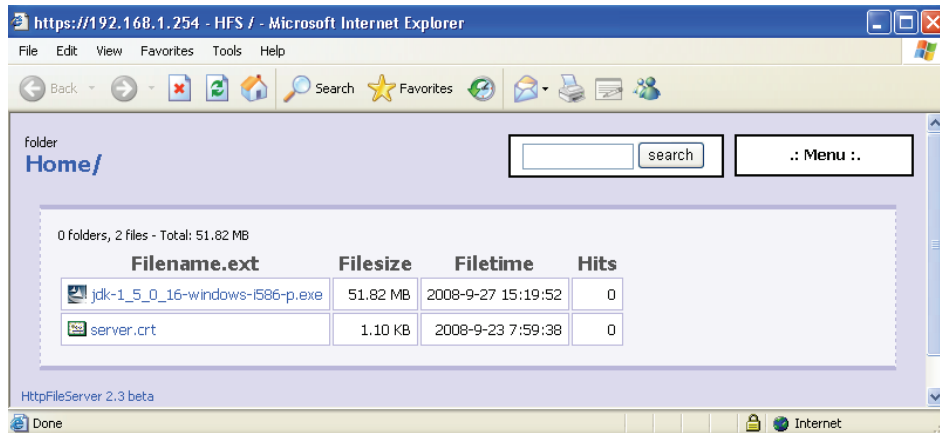 https://192.168.1.254 - HFS / - Microsoft Internet Explorer
File Edit View Favorites Tools Help
Back Search Favorites
folder
Home/
search
.: Menu :.
0 folders, 2 files - Total: 51.82 MB
Filename.ext Filesize Filetime Hits
jdk-1_5_0_16-windows-i586-p.exe 51.82 MB 2008-9-27 15:19:52 0
server.crt 1.10 KB 2008-9-23 7:59:38 0
HttpFileServer 2.3 beta
Done Internet